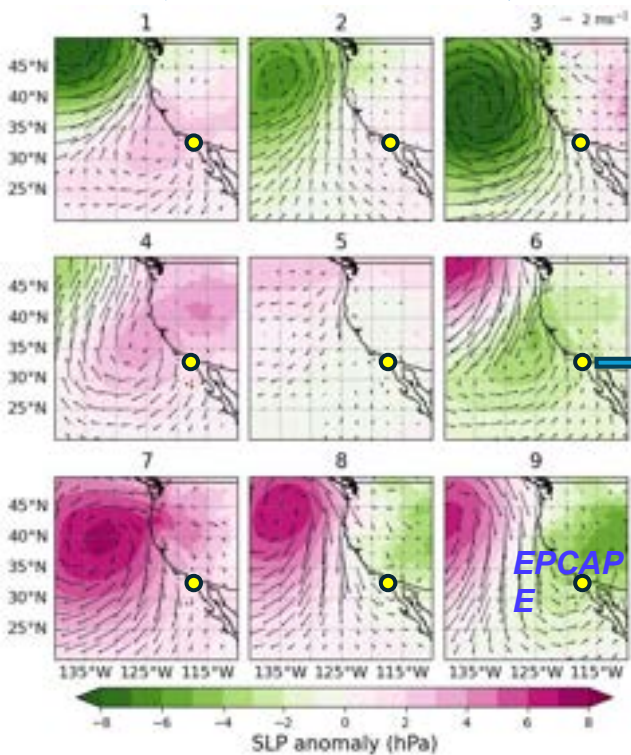 1 2 3 → 2 ms⁻¹
45°N
40°N
35°N
30°N
25°N
4 5 6
45°N
40°N
35°N
30°N
25°N
7 8 9
45°N
40°N
35°N
30°N
25°N
EPCAP
E
135°W 125°W 115°W 135°W 125°W 115°W 135°W 125°W 115°W
−8 −6 −4 −2 0 2 4 6 8
SLP anomaly (hPa)